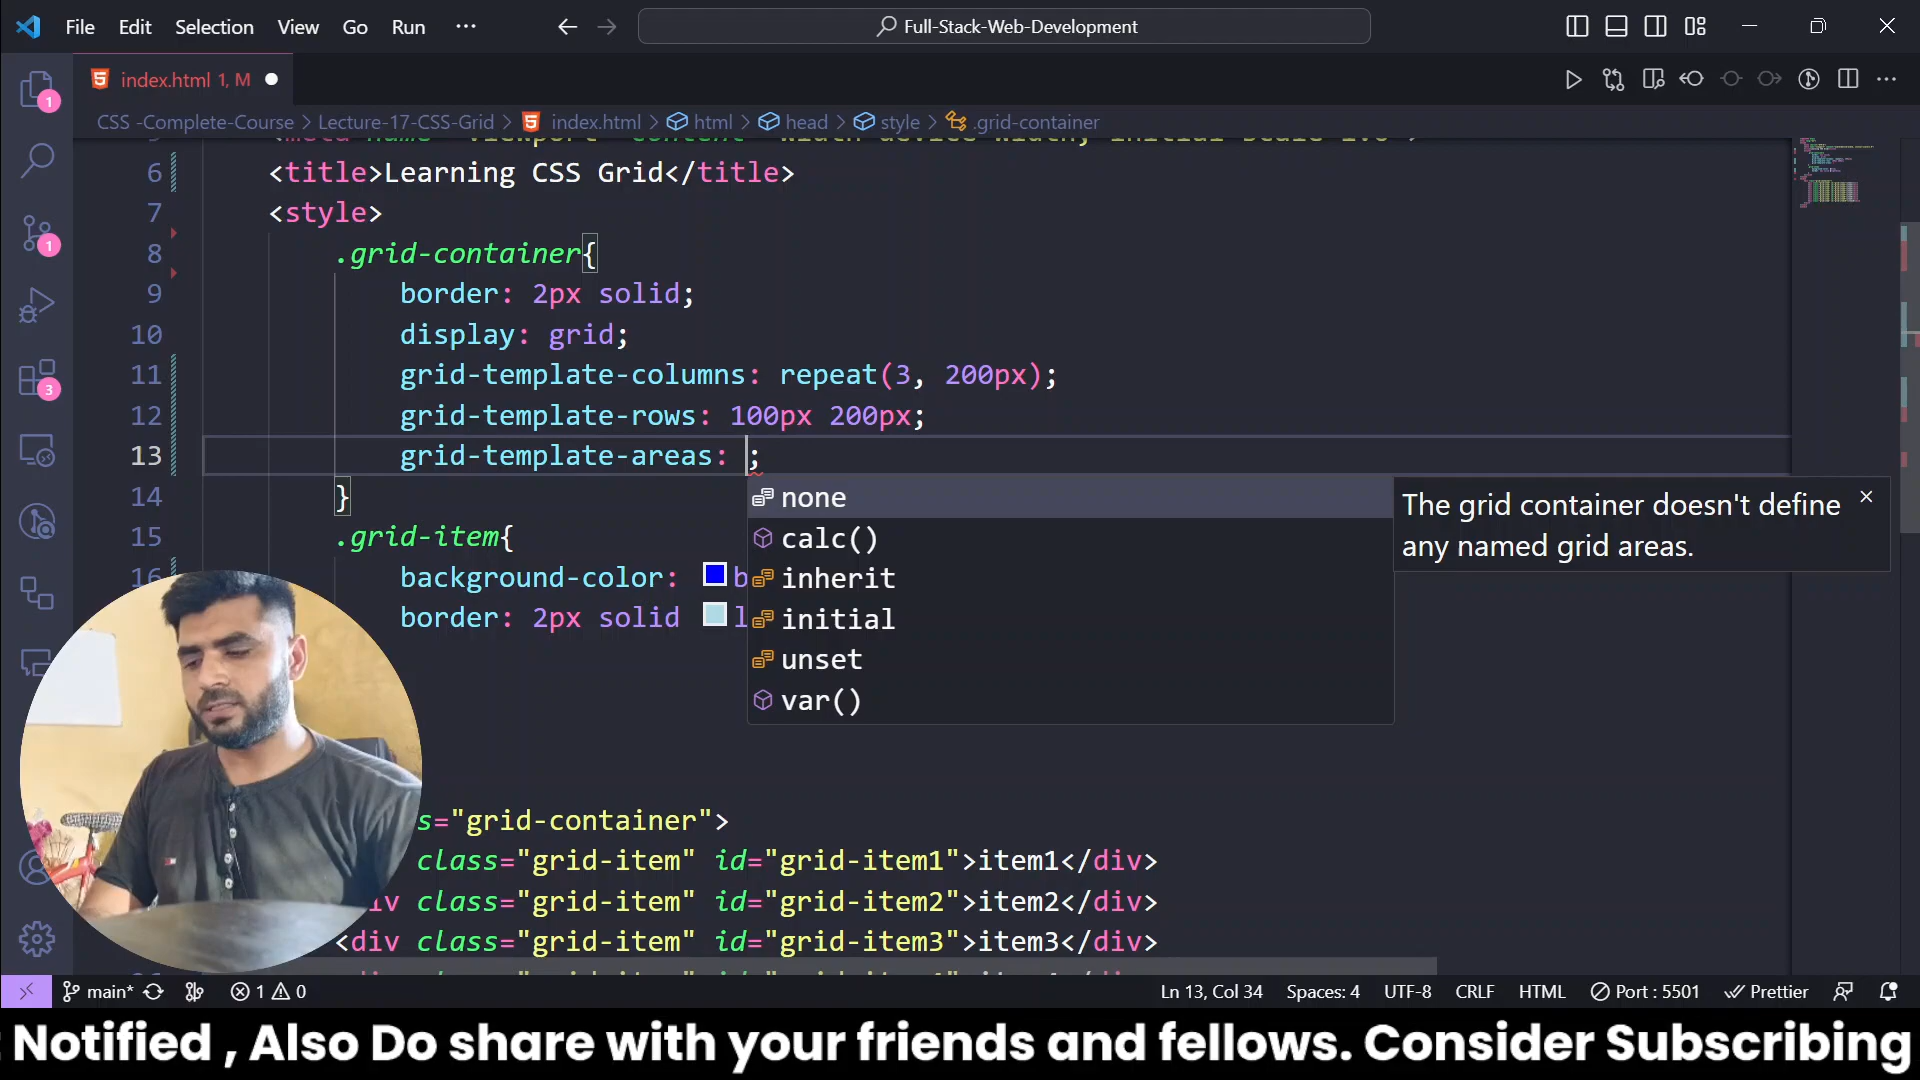 File Edit Selection View Go Run ··· Full-Stack-Web-Development
index.html 1, M
CSS -Complete-Course > Lecture-17-CSS-Grid > index.html > html > head > style > .grid-container
6 <title>Learning CSS Grid</title>
7 <style>
8 .grid-container{
9 border: 2px solid;
10 display: grid;
11 grid-template-columns: repeat(3, 200px);
12 grid-template-rows: 100px 200px;
13 grid-template-areas: ;
14 }
none
The grid container doesn't define
any named grid areas.
calc()
15 .grid-item{
16 background-color: b
inherit
border: 2px solid l
initial
unset
var()
s="grid-container">
class="grid-item" id="grid-item1">item1</div>
iv class="grid-item" id="grid-item2">item2</div>
<div class="grid-item" id="grid-item3">item3</div>
1
1
3
main* 1 0 Ln 13, Col 34 Spaces: 4 UTF-8 CRLF HTML Port : 5501 Prettier
Notified , Also Do share with your friends and fellows. Consider Subscribing